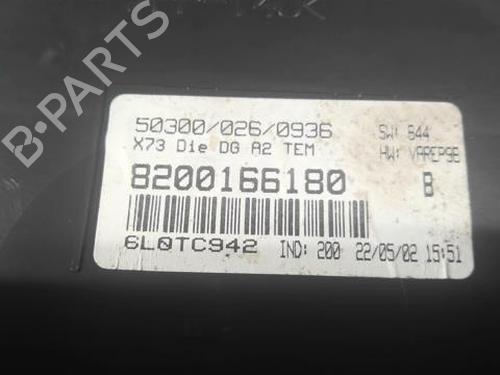 50300/026/0936
SW: 644
X73 Die DG A2 TEM
HW: VAREP96
8200166180 B
6L0TC942 IND: 200 22/05/02 15:51
B-PARTS